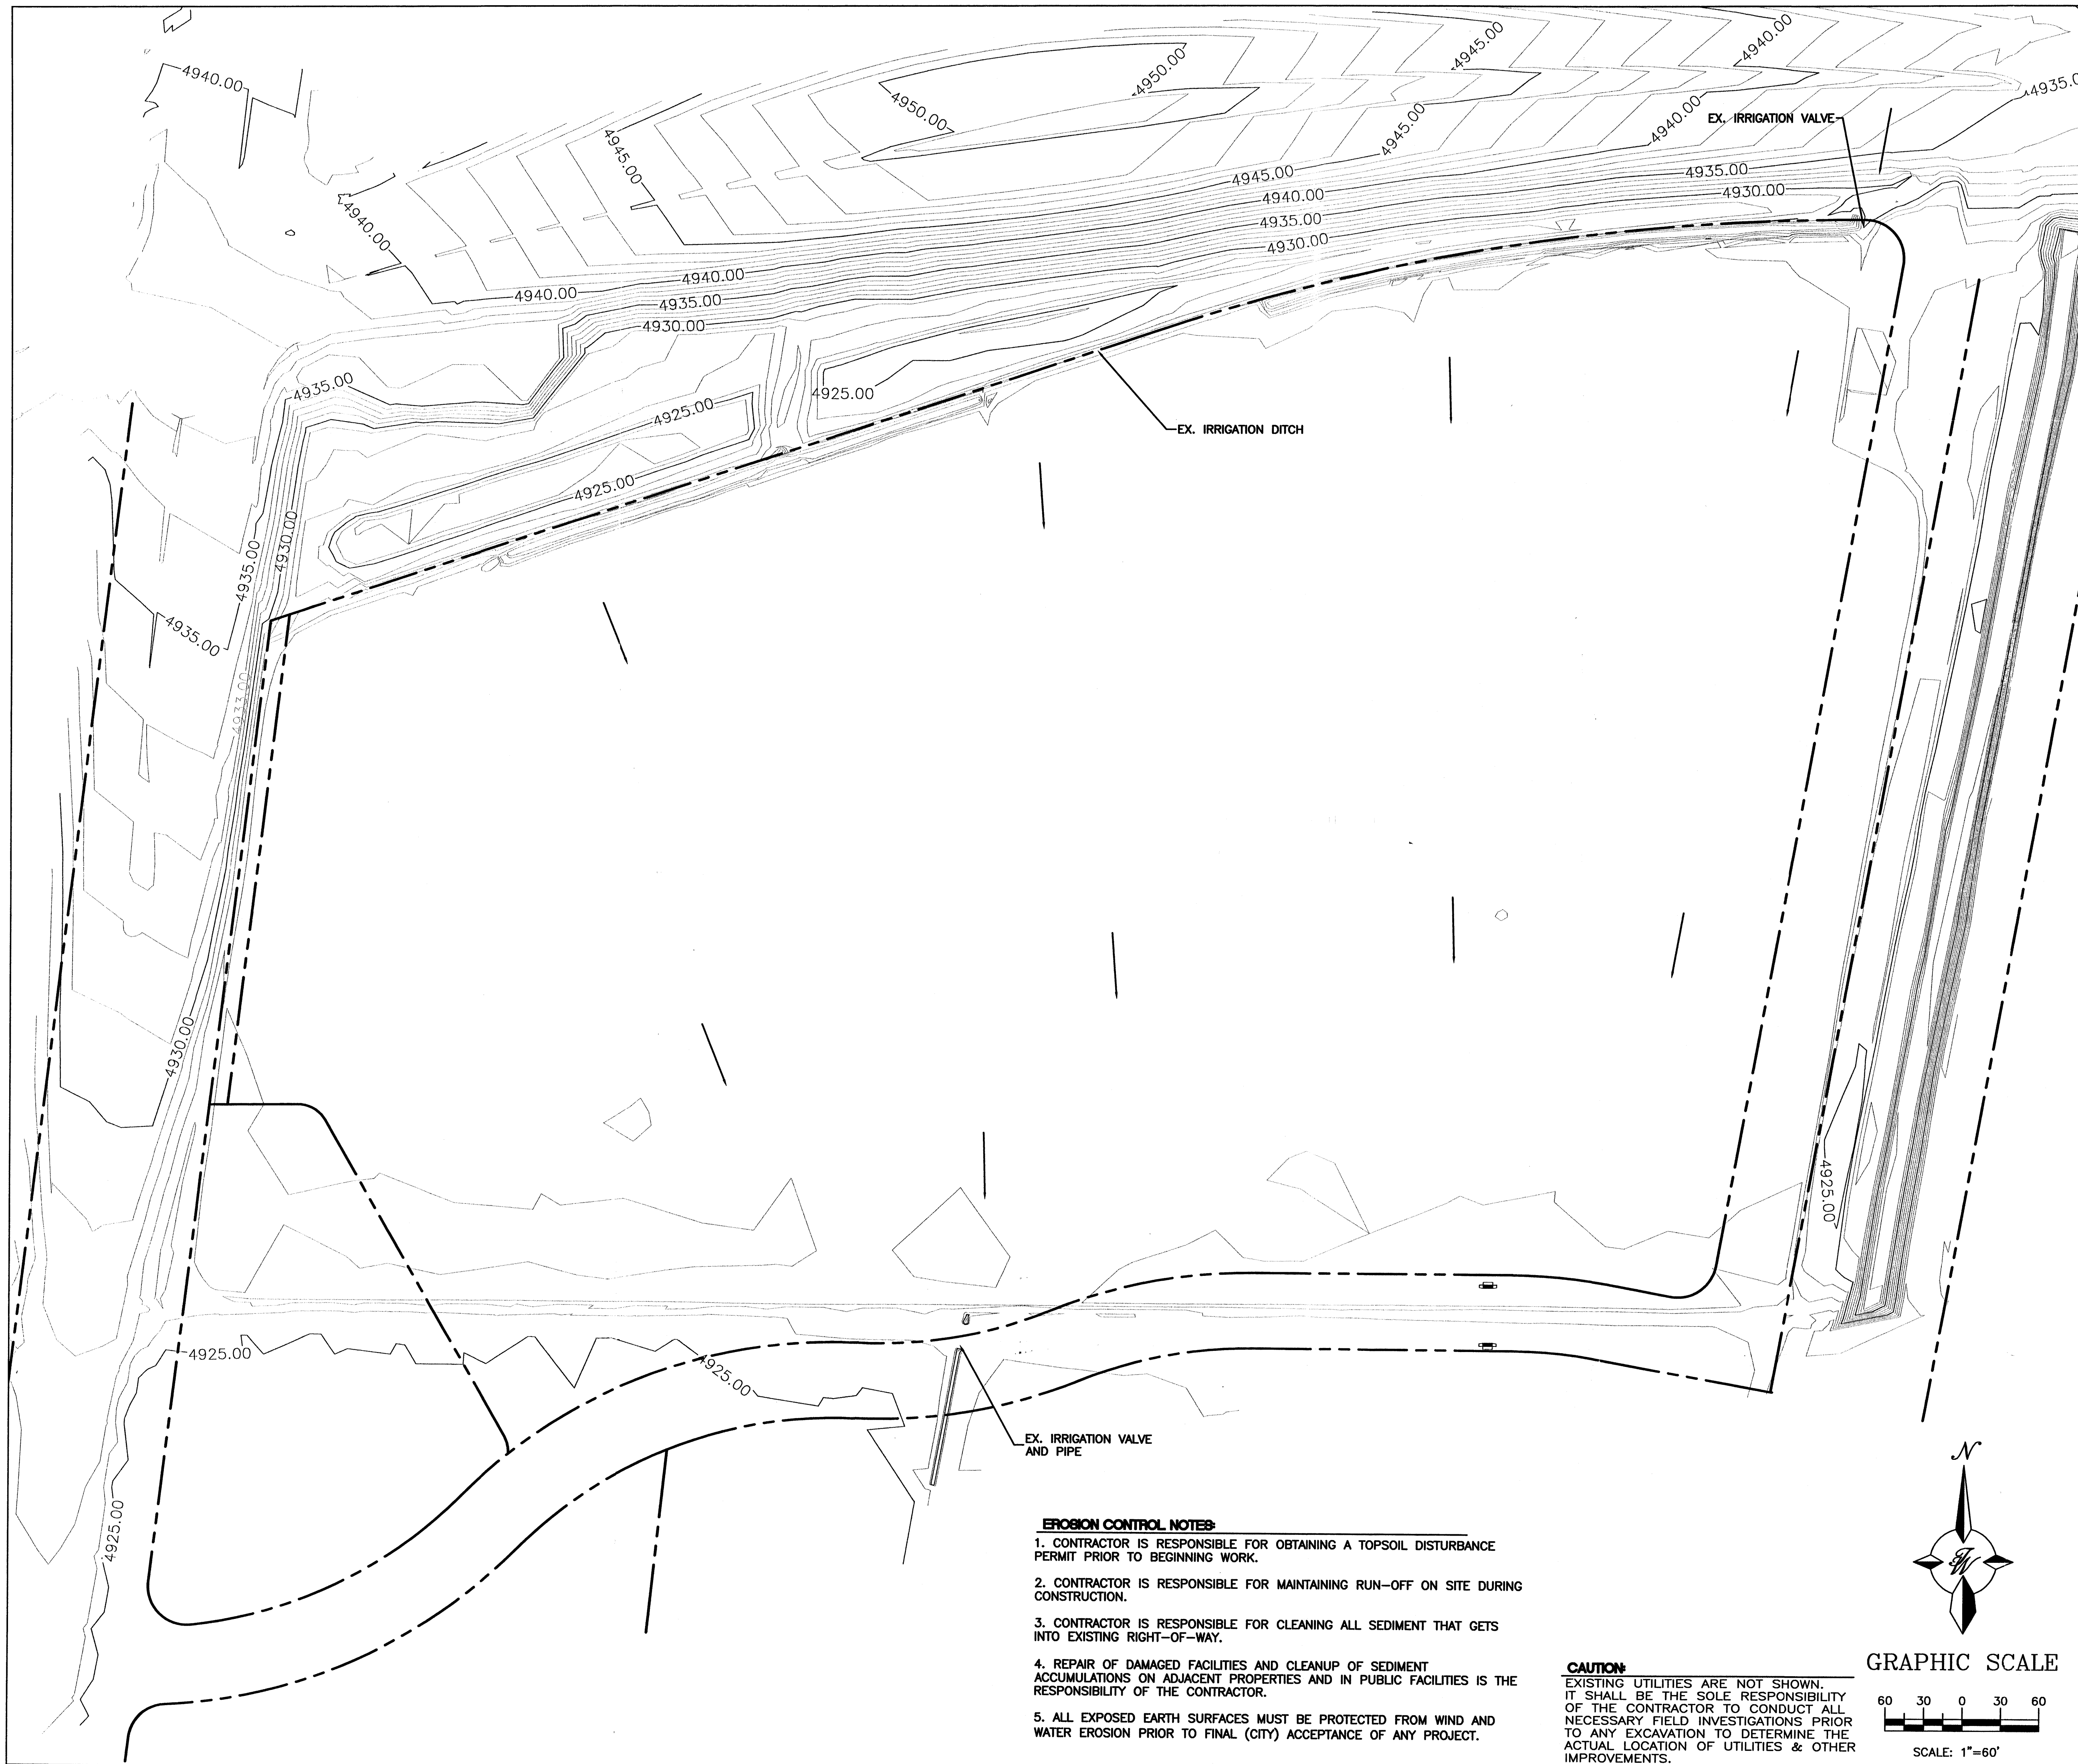 4940.00
4950.00
4950.00
4945.00
4940.00
4935.0
EX. IRRIGATION VALVE
4940.00
4945.00
4945.00
4940.00
4945.00
4935.00
4940.00
4930.00
4935.00
4930.00
4940.00
4940.00
4935.00
4930.00
4935.00
4925.00
4925.00
EX. IRRIGATION DITCH
4925.00
4930.00
4935.00
4935.00
4933.00
4930.00
4925.00
4925.00
4925.00
4925.00
EX. IRRIGATION VALVE
AND PIPE
N
EROSION CONTROL NOTES:
1. CONTRACTOR IS RESPONSIBLE FOR OBTAINING A TOPSOIL DISTURBANCE
PERMIT PRIOR TO BEGINNING WORK.
2. CONTRACTOR IS RESPONSIBLE FOR MAINTAINING RUN-OFF ON SITE DURING
CONSTRUCTION.
3. CONTRACTOR IS RESPONSIBLE FOR CLEANING ALL SEDIMENT THAT GETS
INTO EXISTING RIGHT-OF-WAY.
4. REPAIR OF DAMAGED FACILITIES AND CLEANUP OF SEDIMENT
ACCUMULATIONS ON ADJACENT PROPERTIES AND IN PUBLIC FACILITIES IS THE
RESPONSIBILITY OF THE CONTRACTOR.
5. ALL EXPOSED EARTH SURFACES MUST BE PROTECTED FROM WIND AND
WATER EROSION PRIOR TO FINAL (CITY) ACCEPTANCE OF ANY PROJECT.
CAUTION:
EXISTING UTILITIES ARE NOT SHOWN.
IT SHALL BE THE SOLE RESPONSIBILITY
OF THE CONTRACTOR TO CONDUCT ALL
NECESSARY FIELD INVESTIGATIONS PRIOR
TO ANY EXCAVATION TO DETERMINE THE
ACTUAL LOCATION OF UTILITIES & OTHER
IMPROVEMENTS.
GRAPHIC SCALE
60 30 0 30 60
SCALE: 1"=60'